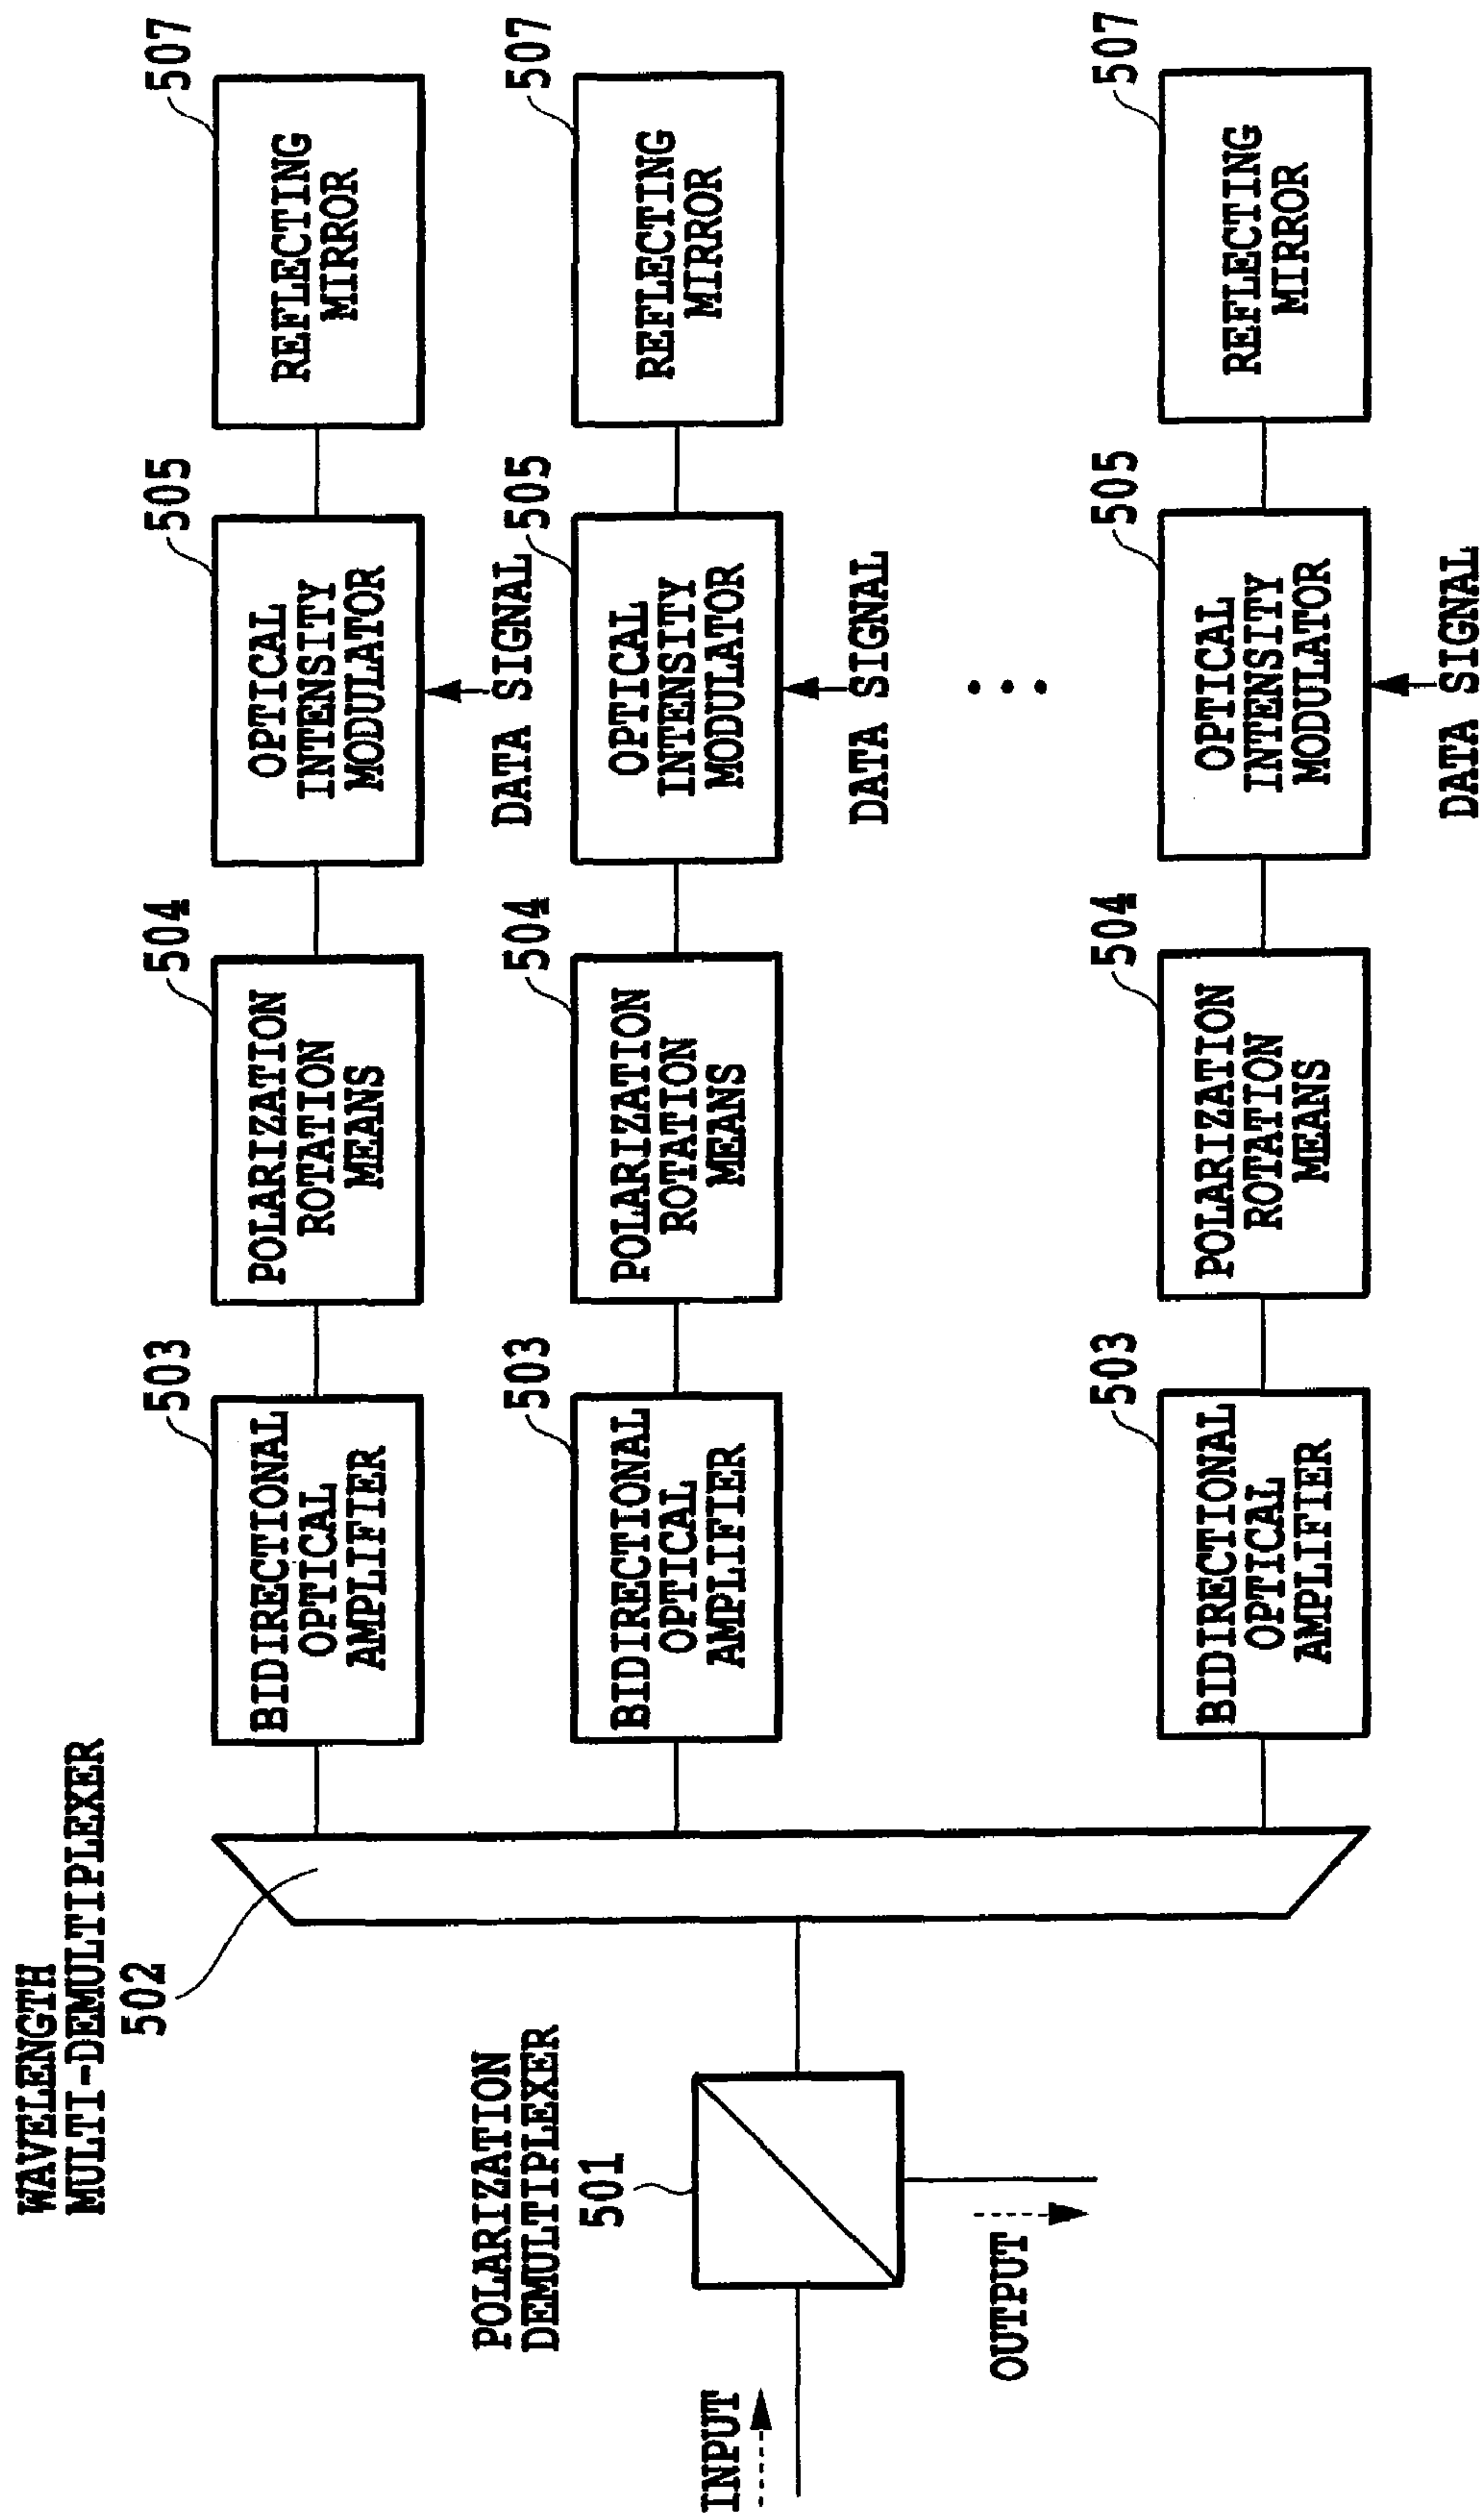 WAVELENGTH
MULTI-DEMULTIPLEXER
502
503
504
505
507
BIDIRECTIONAL
OPTICAL
AMPLIFIER
POLARIZATION
ROTATION
MEANS
OPTICAL
INTENSITY
MODULATOR
REFLECTING
MIRROR
DATA SIGNAL
POLARIZATION
DEMULTIPLEXER
501
503
504
505
507
BIDIRECTIONAL
OPTICAL
AMPLIFIER
POLARIZATION
ROTATION
MEANS
OPTICAL
INTENSITY
MODULATOR
REFLECTING
MIRROR
INPUT
DATA SIGNAL
OUTPUT
503
504
505
507
BIDIRECTIONAL
OPTICAL
AMPLIFIER
POLARIZATION
ROTATION
MEANS
OPTICAL
INTENSITY
MODULATOR
REFLECTING
MIRROR
DATA SIGNAL